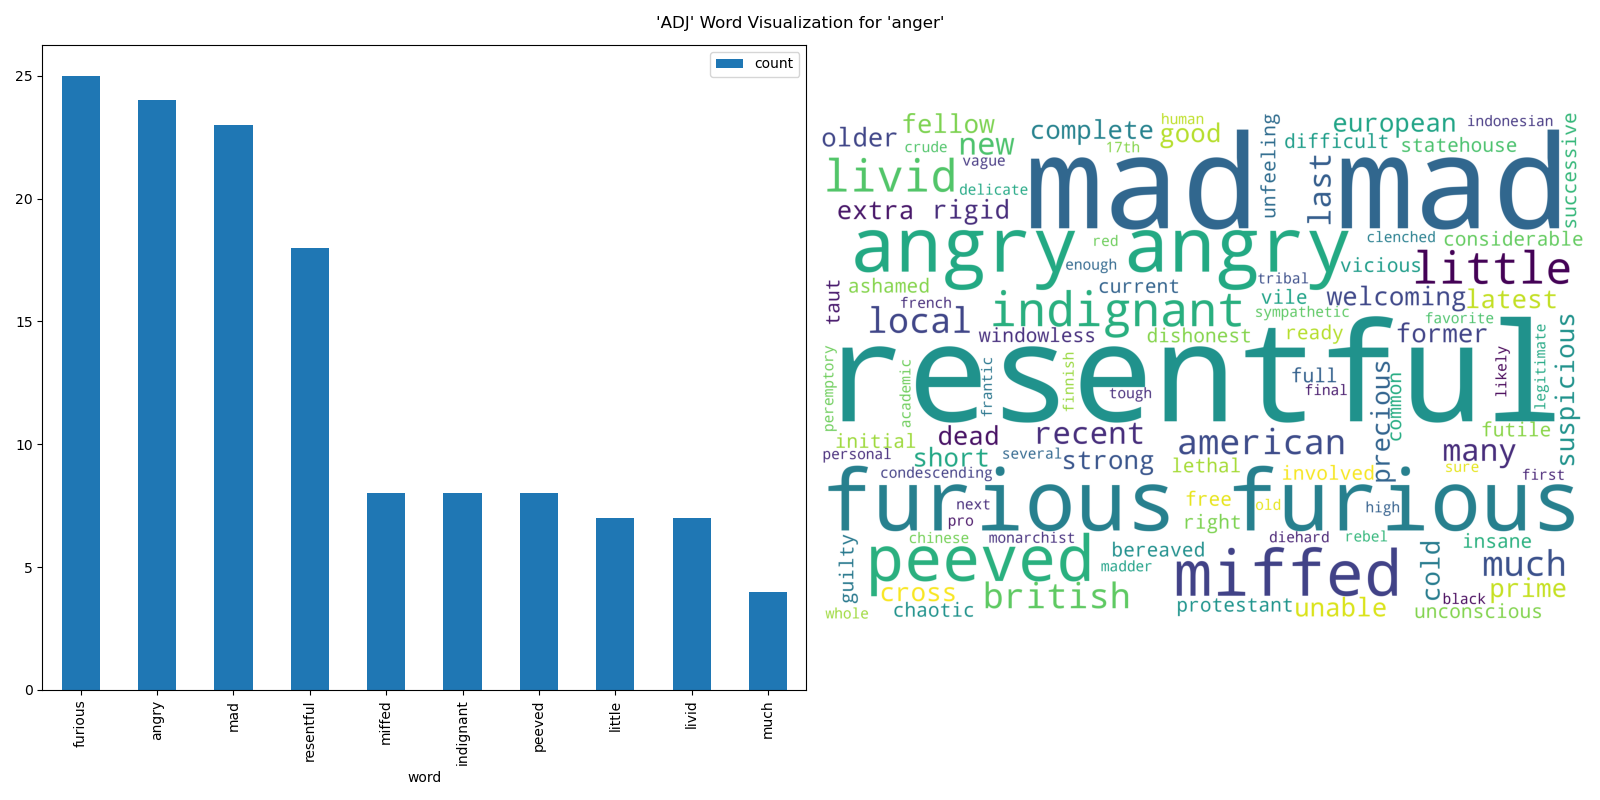 'ADJ' Word Visualization for 'anger'
count
25
20
15
10
5
0
furious
angry
mad
resentful
miffed
indignant
peeved
little
livid
much
word
older
fellow
crude
new
vague
complete
human
good
17th
unfeeling
european
indonesian
difficult
statehouse
successive
livid
delicate
mad
last
mad
extra
rigid
angry
red
angry
clenched
considerable
enough
tribal
vicious
little
taut
ashamed
french
current
vile
welcoming
latest
local
indignant
sympathetic
favorite
windowless
dishonest
ready
former
suspicious
peremptory
resentful
academic
frantic
finnish
tough
full
final
precious
common
likely
legitimate
initial
dead
recent
american
many
futile
personal
short
several
strong
lethal
involved
sure
first
condescending
furious
next
pro
free
old
furious
high
right
guilty
chinese
monarchist
diehard
rebel
insane
peeved
bereaved
madder
miffed
cold
much
cross
british
black
prime
whole
chaotic
protestant
unable
unconscious